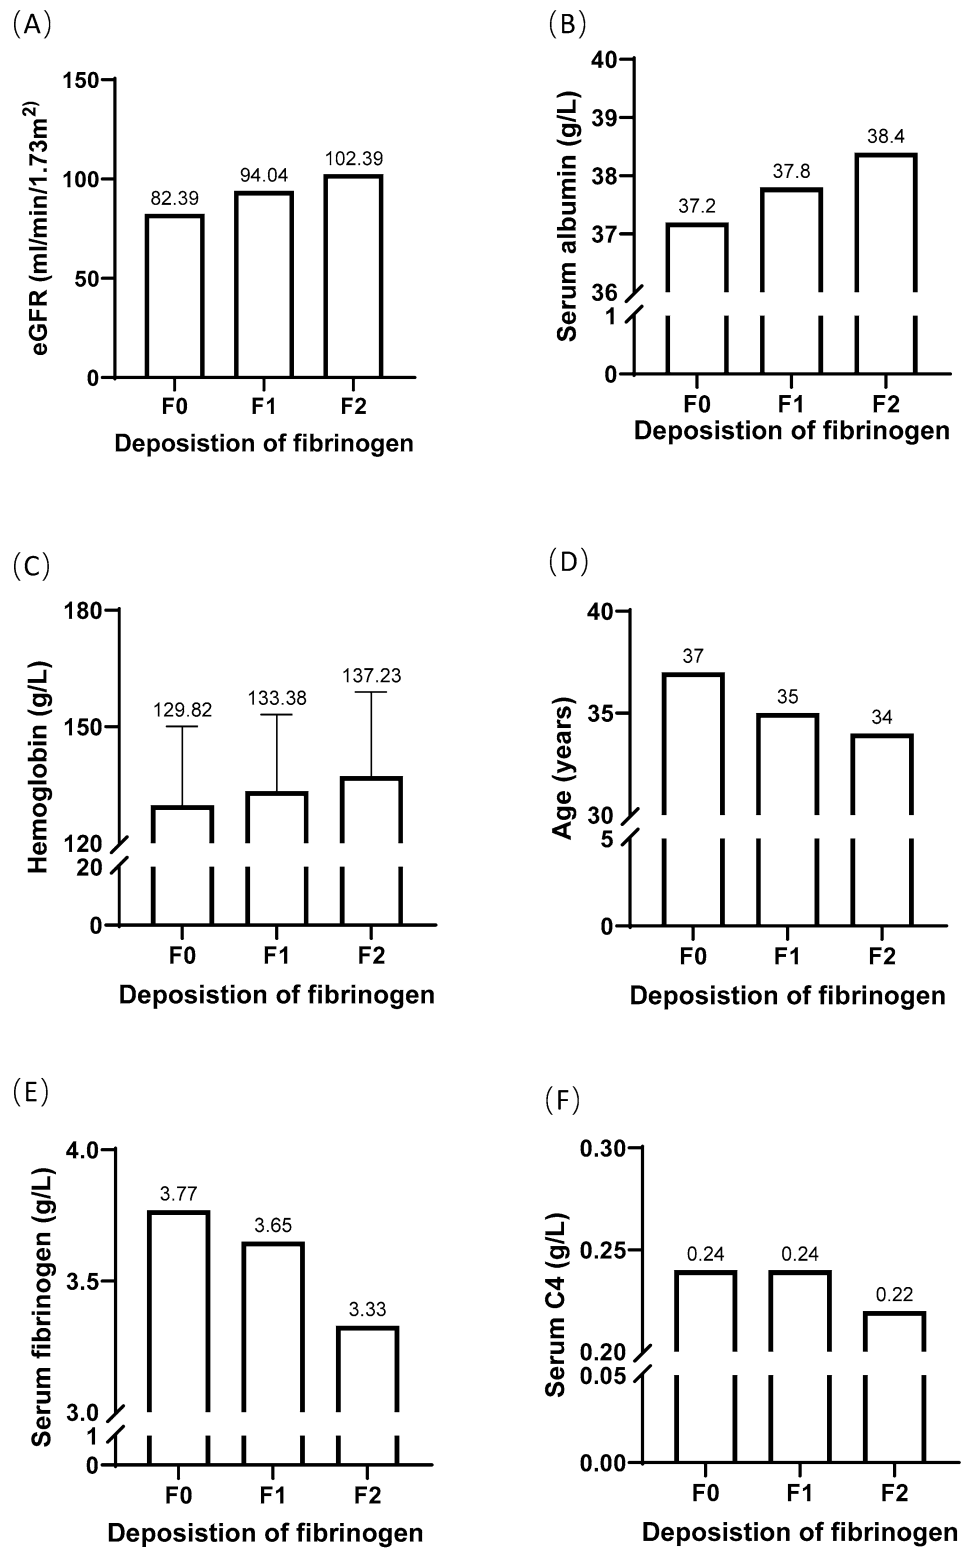 (A)
eGFR (ml/min/1.73m²)
150
100
50
0
82.39
94.04
102.39
F0 F1 F2
Deposistion of fibrinogen
(B)
Serum albumin (g/L)
40
39
38
37
36
1
0
37.2
37.8
38.4
F0 F1 F2
Deposistion of fibrinogen
(C)
Hemoglobin (g/L)
180
150
120
20
0
129.82
133.38
137.23
F0 F1 F2
Deposistion of fibrinogen
(D)
Age (years)
40
35
30
5
0
37
35
34
F0 F1 F2
Deposistion of fibrinogen
(E)
Serum fibrinogen (g/L)
4.0
3.5
3.0
1
0
3.77
3.65
3.33
F0 F1 F2
Deposistion of fibrinogen
(F)
Serum C4 (g/L)
0.30
0.25
0.20
0.05
0.00
0.24
0.24
0.22
F0 F1 F2
Deposistion of fibrinogen